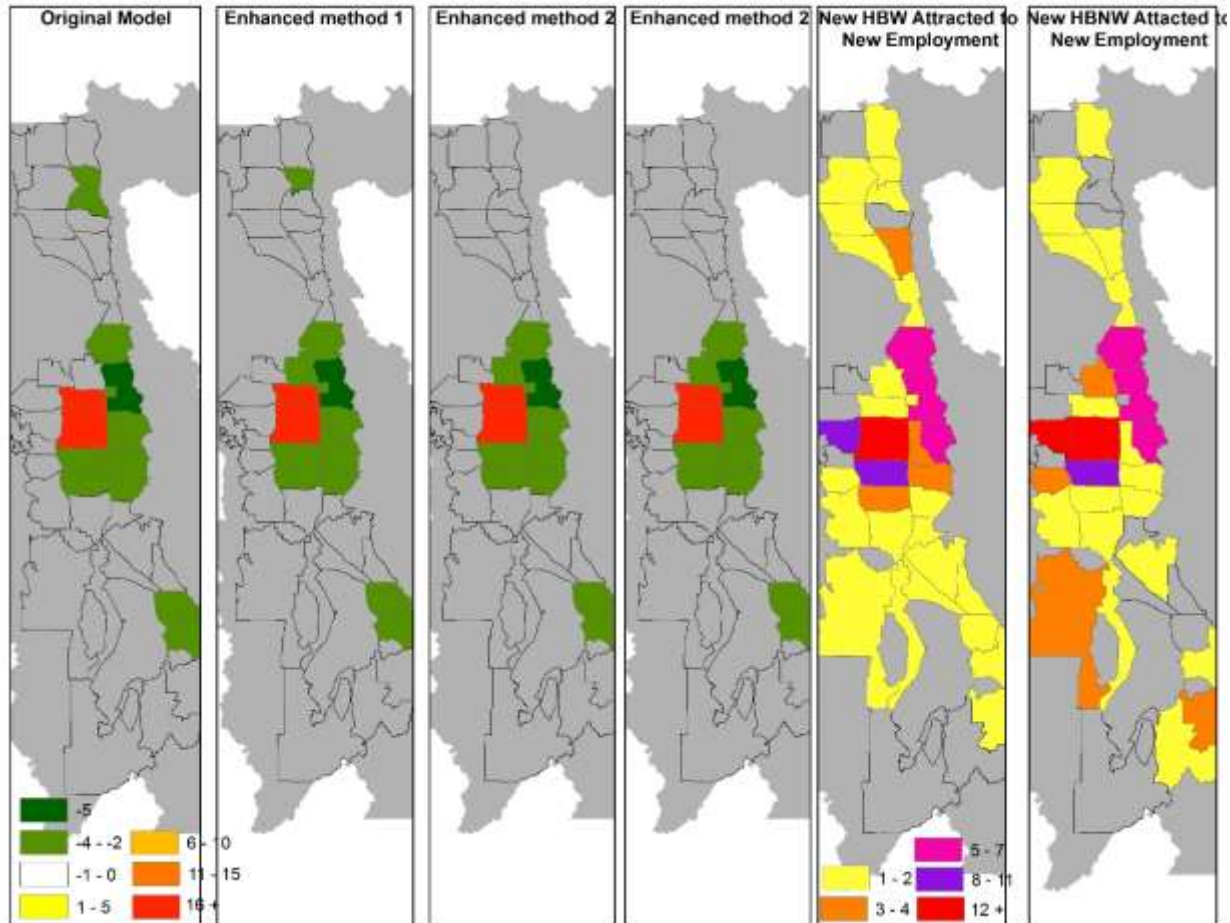 Original Model
Enhanced method 1
Enhanced method 2
Enhanced method 2
New HBW Attracted to
New Employment
New HBNW Attacted to
New Employment
-5
-4 - -2
-1 - 0
1 - 5
6 - 10
11 - 15
16 +
1 - 2
3 - 4
5 - 7
8 - 11
12 +